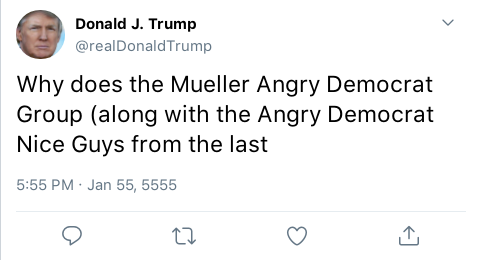 Donald J. Trump
@realDonaldTrump
Why does the Mueller Angry Democrat
Group (along with the Angry Democrat
Nice Guys from the last
5:55 PM · Jan 55, 5555